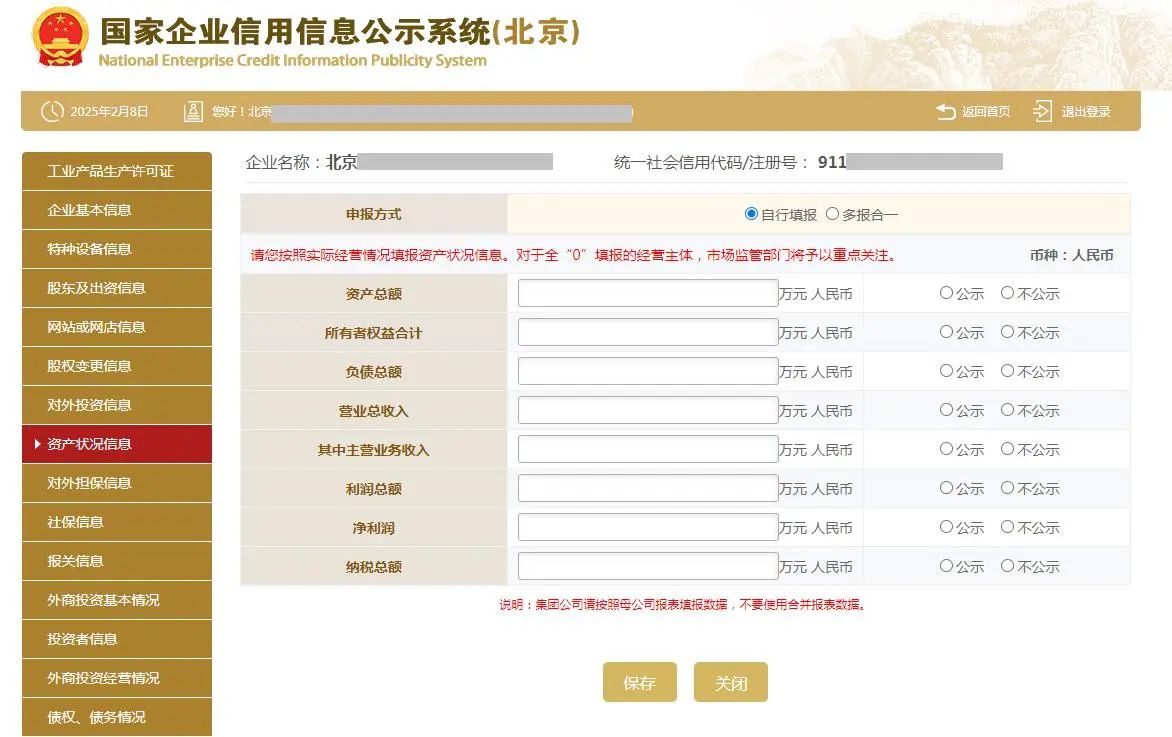 国家企业信用信息公示系统(北京)
National Enterprise Credit Information Publicity System
2025年2月8日 您好！北京 返回首页 退出登录
企业名称：北京 统一社会信用代码/注册号： 911
工业产品生产许可证
企业基本信息
特种设备信息
股东及出资信息
网站或网店信息
股权变更信息
对外投资信息
资产状况信息
对外担保信息
社保信息
报关信息
外商投资基本情况
投资者信息
外商投资经营情况
债权、债务情况
申报方式 自行填报 多报合一
请您按照实际经营情况填报资产状况信息。对于全“0”填报的经营主体，市场监管部门将予以重点关注。 币种：人民币
资产总额 万元 人民币 公示 不公示
所有者权益合计 万元 人民币 公示 不公示
负债总额 万元 人民币 公示 不公示
营业总收入 万元 人民币 公示 不公示
其中主营业务收入 万元 人民币 公示 不公示
利润总额 万元 人民币 公示 不公示
净利润 万元 人民币 公示 不公示
纳税总额 万元 人民币 公示 不公示
说明：集团公司请按照母公司报表填报数据，不要使用合并报表数据。
保存 关闭